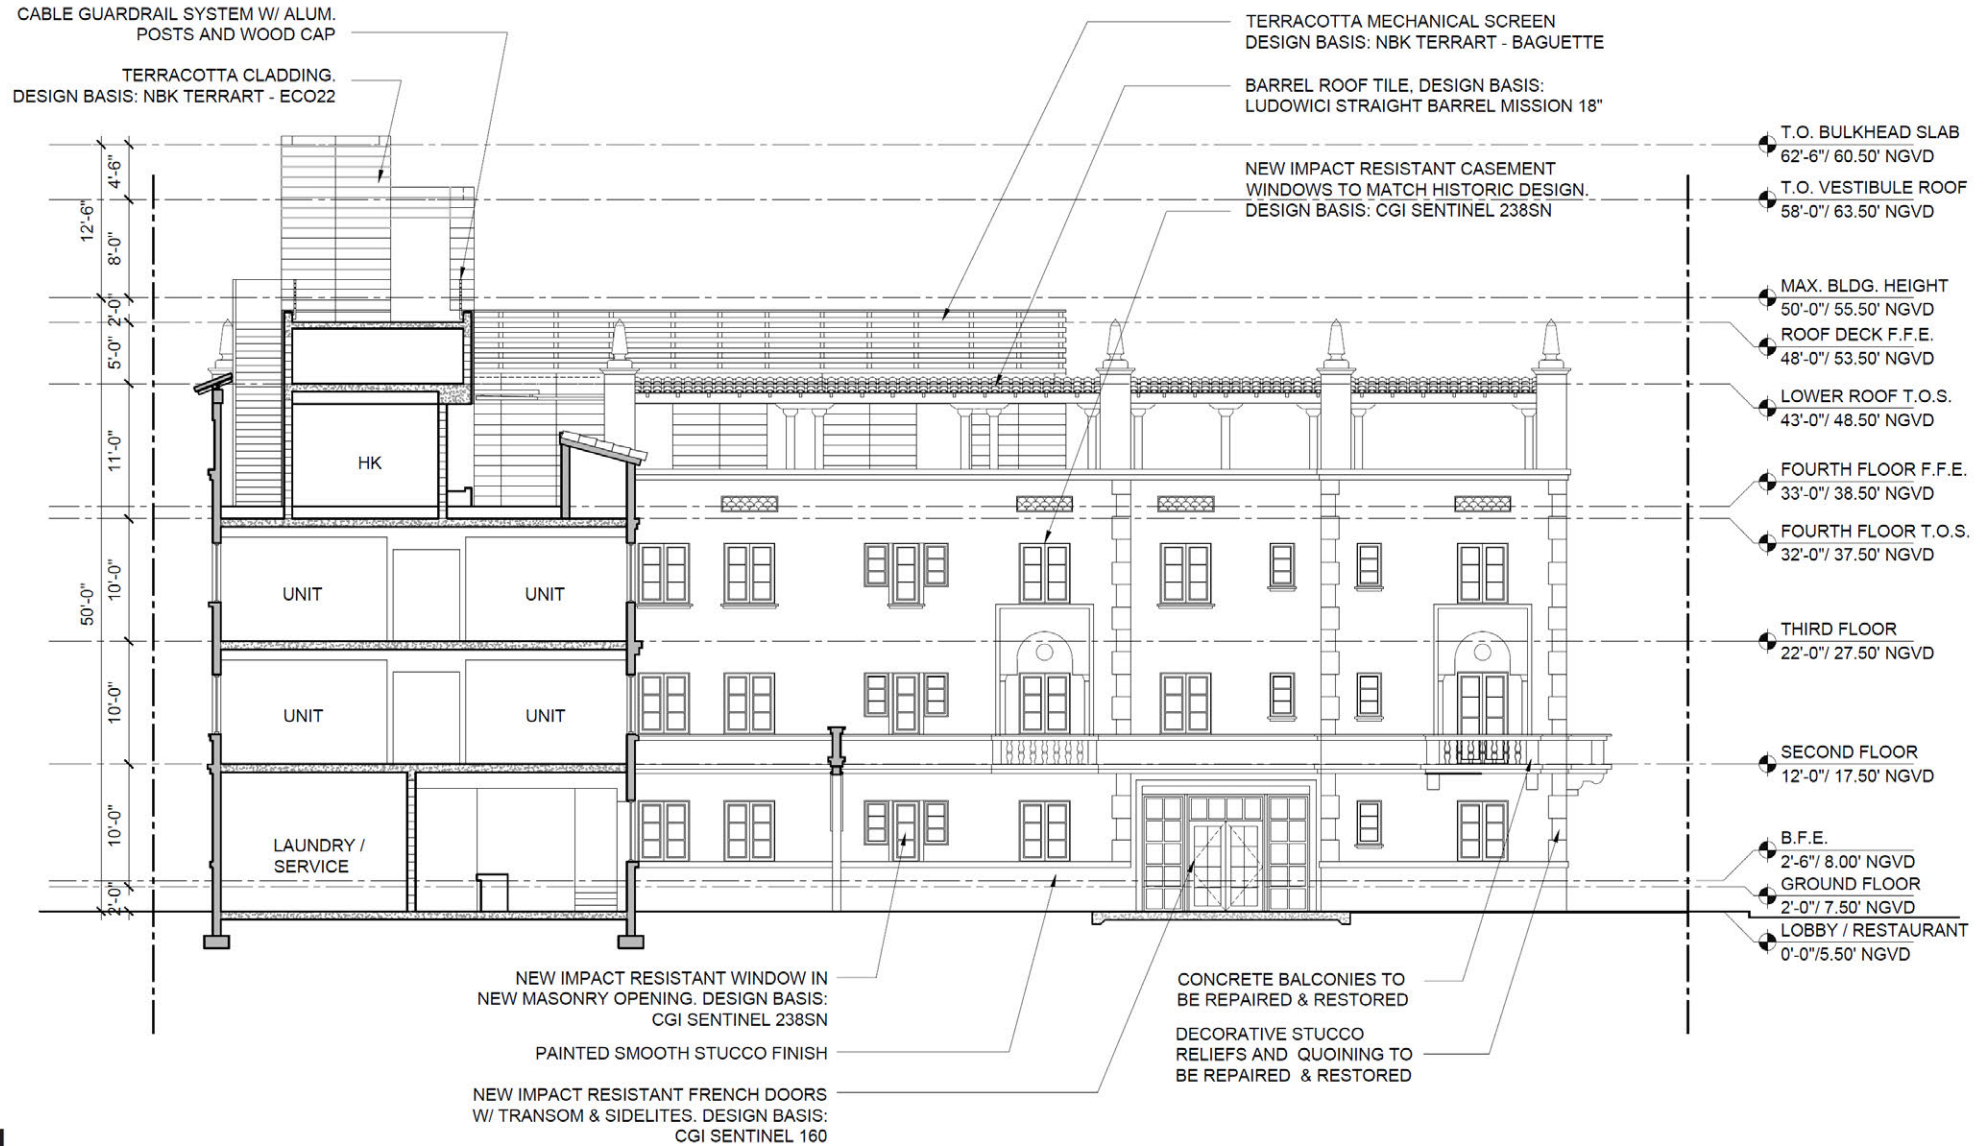 CABLE GUARDRAIL SYSTEM W/ ALUM.
POSTS AND WOOD CAP
TERRACOTTA CLADDING.
DESIGN BASIS: NBK TERRART - ECO22
TERRACOTTA MECHANICAL SCREEN
DESIGN BASIS: NBK TERRART - BAGUETTE
BARREL ROOF TILE, DESIGN BASIS:
LUDOWICI STRAIGHT BARREL MISSION 18"
NEW IMPACT RESISTANT CASEMENT
WINDOWS TO MATCH HISTORIC DESIGN.
DESIGN BASIS: CGI SENTINEL 238SN
T.O. BULKHEAD SLAB
62'-6"/ 60.50' NGVD
T.O. VESTIBULE ROOF
58'-0"/ 63.50' NGVD
MAX. BLDG. HEIGHT
50'-0"/ 55.50' NGVD
ROOF DECK F.F.E.
48'-0"/ 53.50' NGVD
LOWER ROOF T.O.S.
43'-0"/ 48.50' NGVD
FOURTH FLOOR F.F.E.
33'-0"/ 38.50' NGVD
FOURTH FLOOR T.O.S.
32'-0"/ 37.50' NGVD
THIRD FLOOR
22'-0"/ 27.50' NGVD
SECOND FLOOR
12'-0"/ 17.50' NGVD
B.F.E.
2'-6"/ 8.00' NGVD
GROUND FLOOR
2'-0"/ 7.50' NGVD
LOBBY / RESTAURANT
0'-0"/5.50' NGVD
12'-6"
50'-0"
4'-6"
8'-0"
2'-0"
5'-0"
11'-0"
10'-0"
10'-0"
10'-0"
2'-0"
HK
UNIT
UNIT
UNIT
UNIT
LAUNDRY /
SERVICE
NEW IMPACT RESISTANT WINDOW IN
NEW MASONRY OPENING. DESIGN BASIS:
CGI SENTINEL 238SN
PAINTED SMOOTH STUCCO FINISH
NEW IMPACT RESISTANT FRENCH DOORS
W/ TRANSOM & SIDELITES. DESIGN BASIS:
CGI SENTINEL 160
CONCRETE BALCONIES TO
BE REPAIRED & RESTORED
DECORATIVE STUCCO
RELIEFS AND QUOINING TO
BE REPAIRED & RESTORED